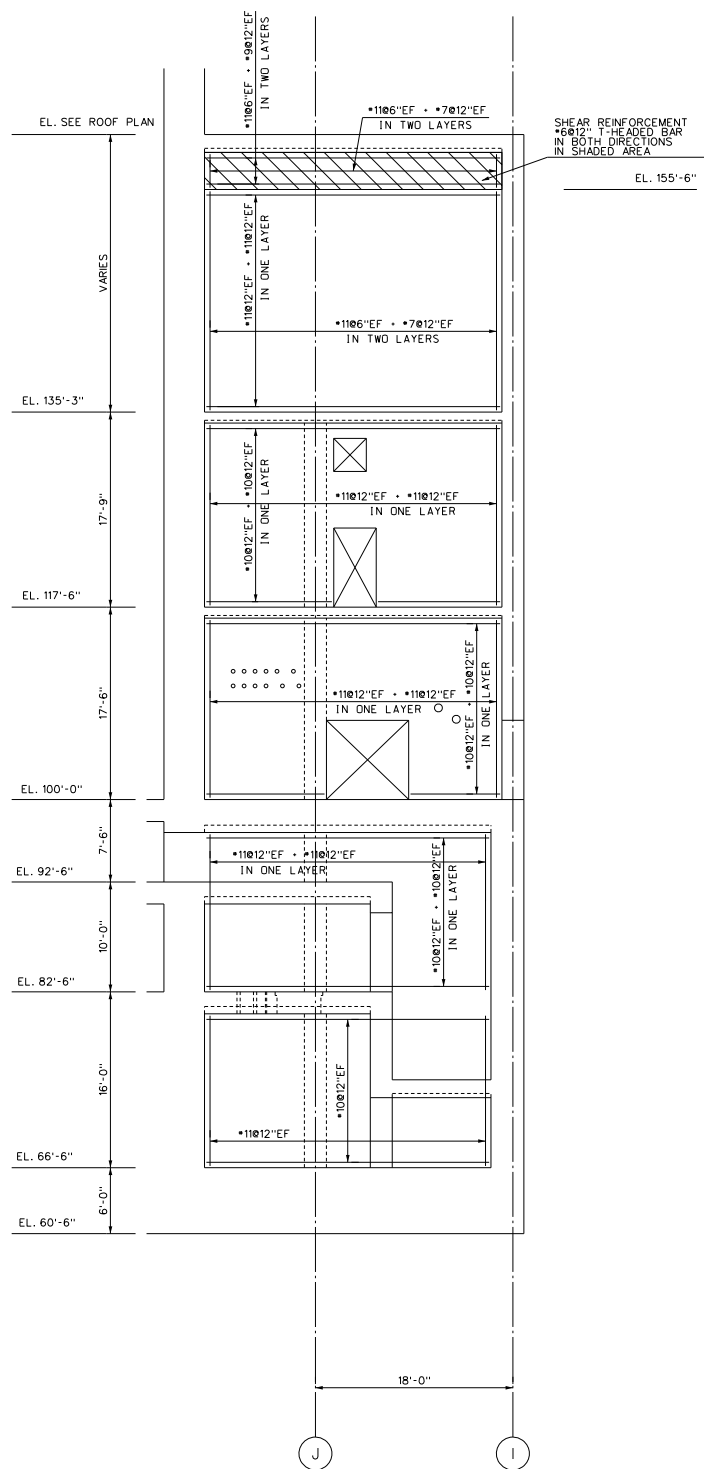 *11@6"EF + *9@12"EF
IN TWO LAYERS
EL. SEE ROOF PLAN
*11@6"EF + *7@12"EF
IN TWO LAYERS
SHEAR REINFORCEMENT
*6@12" T-HEADED BAR
IN BOTH DIRECTIONS
IN SHADED AREA
EL. 155'-6"
VARIES
*11@12"EF + *11@12"EF
IN ONE LAYER
*11@6"EF + *7@12"EF
IN TWO LAYERS
EL. 135'-3"
17'-9"
*10@12"EF + *10@12"EF
IN ONE LAYER
*11@12"EF + *11@12"EF
IN ONE LAYER
EL. 117'-6"
17'-6"
*11@12"EF + *11@12"EF
IN ONE LAYER
*10@12"EF + *10@12"EF
IN ONE LAYER
EL. 100'-0"
7'-6"
*11@12"EF + *11@12"EF
IN ONE LAYER
*10@12"EF + *10@12"EF
IN ONE LAYER
EL. 92'-6"
10'-0"
EL. 82'-6"
16'-0"
*10@12"EF
*11@12"EF
EL. 66'-6"
6'-0"
EL. 60'-6"
18'-0"
J
I